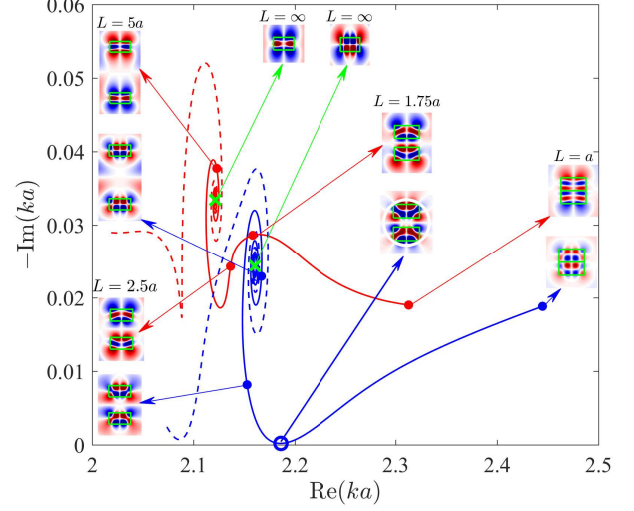 0.06
L = 5a
L = ∞
L = ∞
0.05
L = 1.75a
0.04
L = a
0.03
−Im(ka)
L = 2.5a
0.02
0.01
0
2
2.1
2.2
2.3
2.4
2.5
Re(ka)